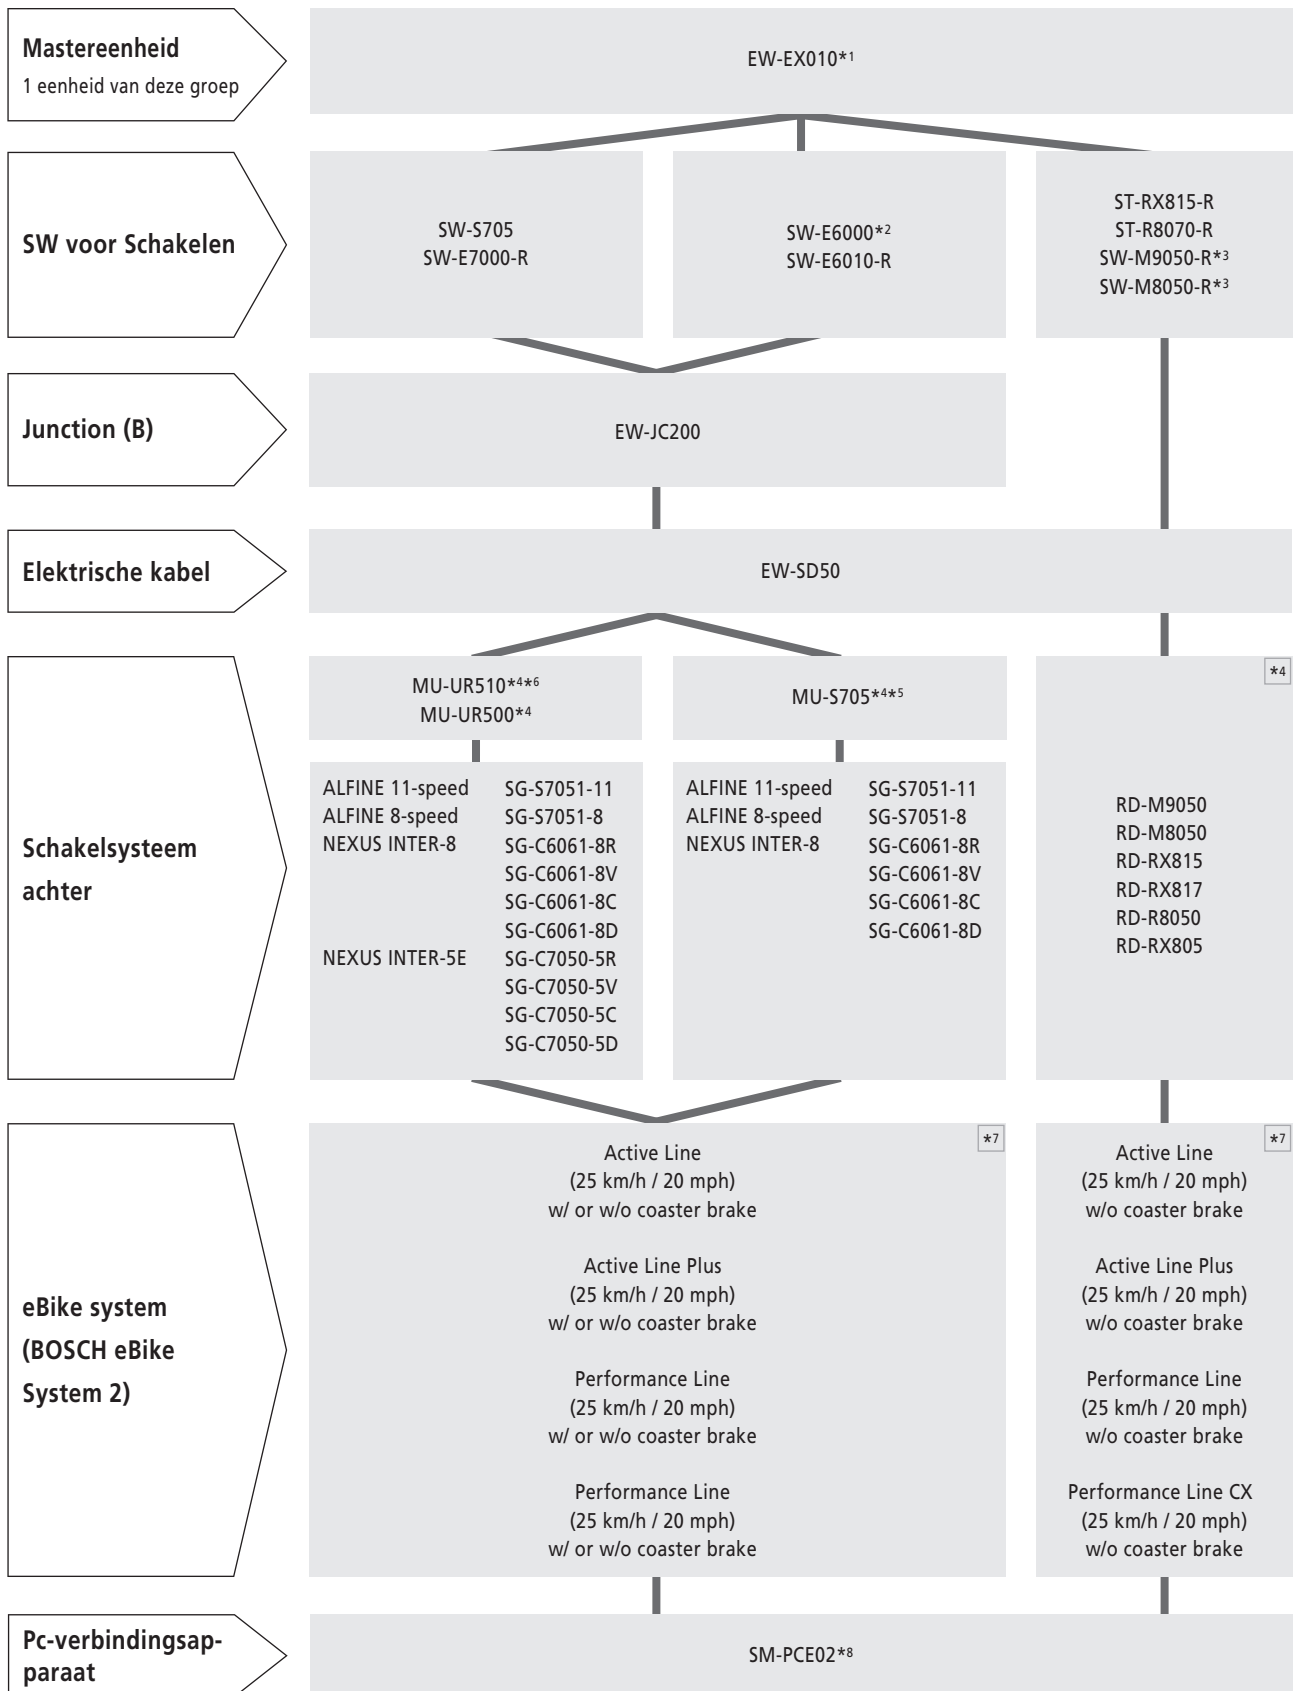 Mastereenheid
1 eenheid van deze groep
EW-EX010*1
SW voor Schakelen
SW-S705
SW-E7000-R
SW-E6000*2
SW-E6010-R
ST-RX815-R
ST-R8070-R
SW-M9050-R*3
SW-M8050-R*3
Junction (B)
EW-JC200
Elektrische kabel
EW-SD50
Schakelsysteem
achter
MU-UR510*4*6
MU-UR500*4
MU-S705*4*5
*4
ALFINE 11-speed SG-S7051-11
ALFINE 8-speed SG-S7051-8
NEXUS INTER-8 SG-C6061-8R
SG-C6061-8V
SG-C6061-8C
SG-C6061-8D
NEXUS INTER-5E SG-C7050-5R
SG-C7050-5V
SG-C7050-5C
SG-C7050-5D
ALFINE 11-speed SG-S7051-11
ALFINE 8-speed SG-S7051-8
NEXUS INTER-8 SG-C6061-8R
SG-C6061-8V
SG-C6061-8C
SG-C6061-8D
RD-M9050
RD-M8050
RD-RX815
RD-RX817
RD-R8050
RD-RX805
eBike system
(BOSCH eBike
System 2)
*7
Active Line
(25 km/h / 20 mph)
w/ or w/o coaster brake
Active Line Plus
(25 km/h / 20 mph)
w/ or w/o coaster brake
Performance Line
(25 km/h / 20 mph)
w/ or w/o coaster brake
Performance Line
(25 km/h / 20 mph)
w/ or w/o coaster brake
*7
Active Line
(25 km/h / 20 mph)
w/o coaster brake
Active Line Plus
(25 km/h / 20 mph)
w/o coaster brake
Performance Line
(25 km/h / 20 mph)
w/o coaster brake
Performance Line CX
(25 km/h / 20 mph)
w/o coaster brake
Pc-verbindingsap-
paraat
SM-PCE02*8